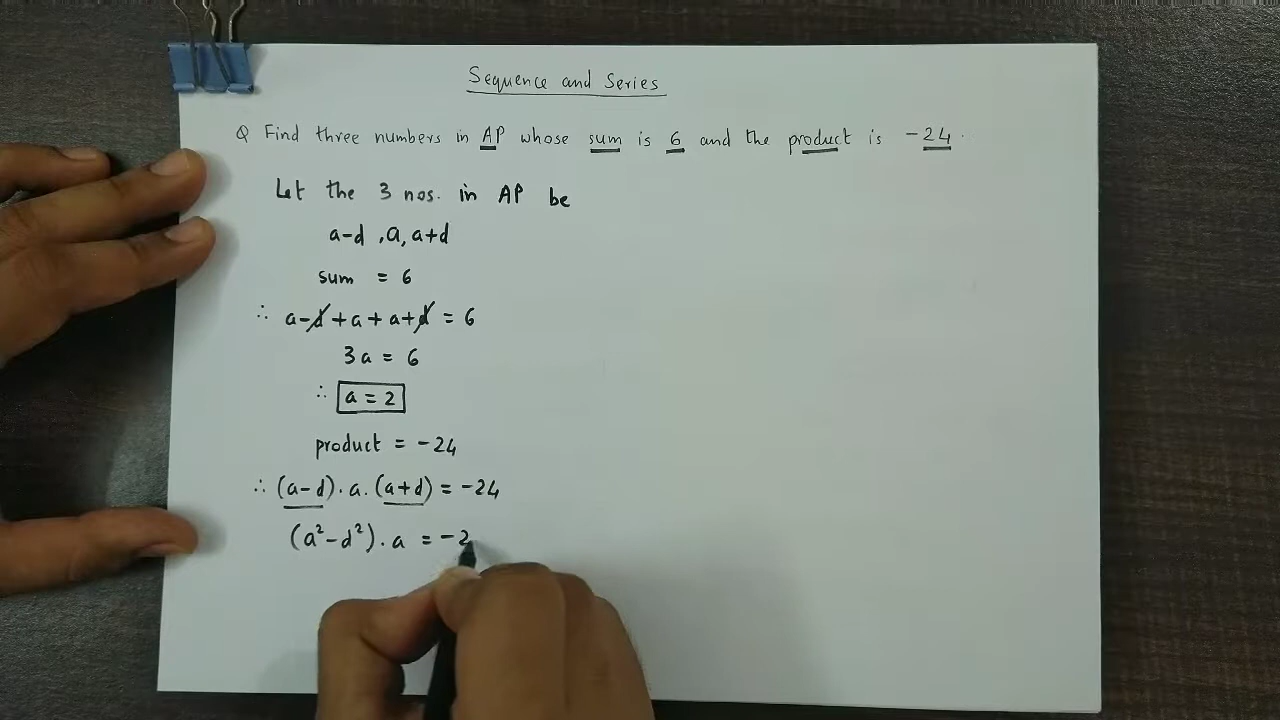 Sequence and Series
Q Find three numbers in AP whose sum is 6 and the product is -24.
Let the 3 nos. in AP be
a-d , a, a+d
sum = 6
∴ a-d + a + a+d = 6
3a = 6
∴ a = 2
product = -24
∴ (a-d) . a . (a+d) = -24
(a²-d²) . a = -2